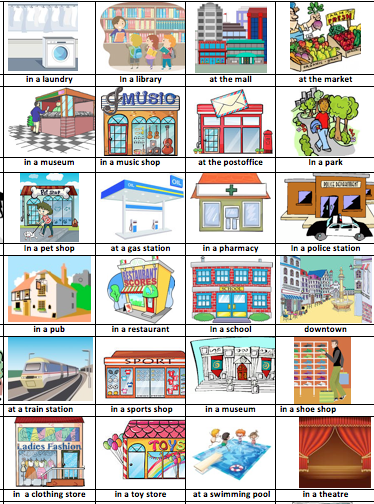 in a laundry
In a library
at the mall
at the market
FRESH
in a museum
MUSIC
in a music shop
at the postoffice
In a park
In a pet shop
OIL
at a gas station
in a pharmacy
POLICE DEPARTMENT
In a police station
in a pub
RESTAURANT
in a restaurant
SCHOOL
In a school
downtown
at a train station
SPORT
in a sports shop
in a museum
in a shoe shop
Ladies Fashion
in a clothing store
TOYS
in a toy store
at a swimming pool
in a theatre